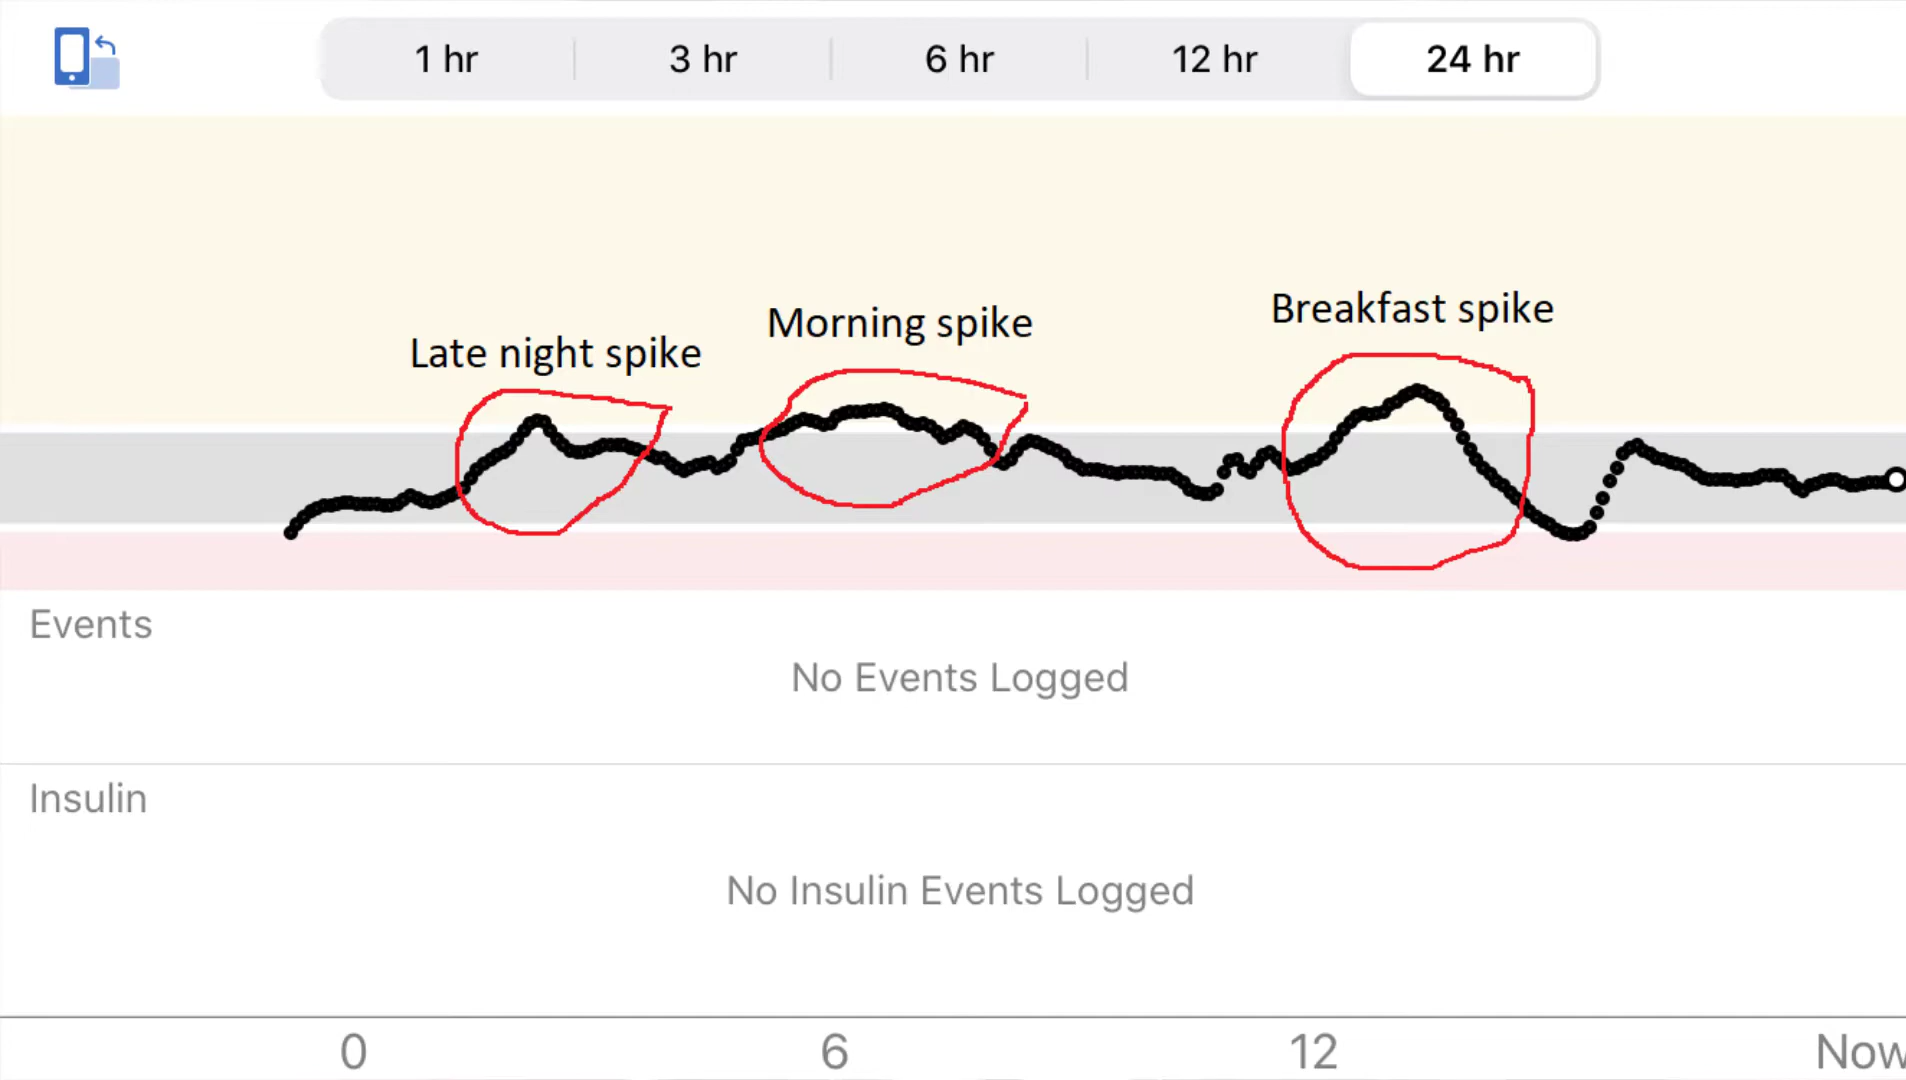 1 hr 3 hr 6 hr 12 hr 24 hr
Breakfast spike
Morning spike
Late night spike
Events
No Events Logged
Insulin
No Insulin Events Logged
0 6 12 Now